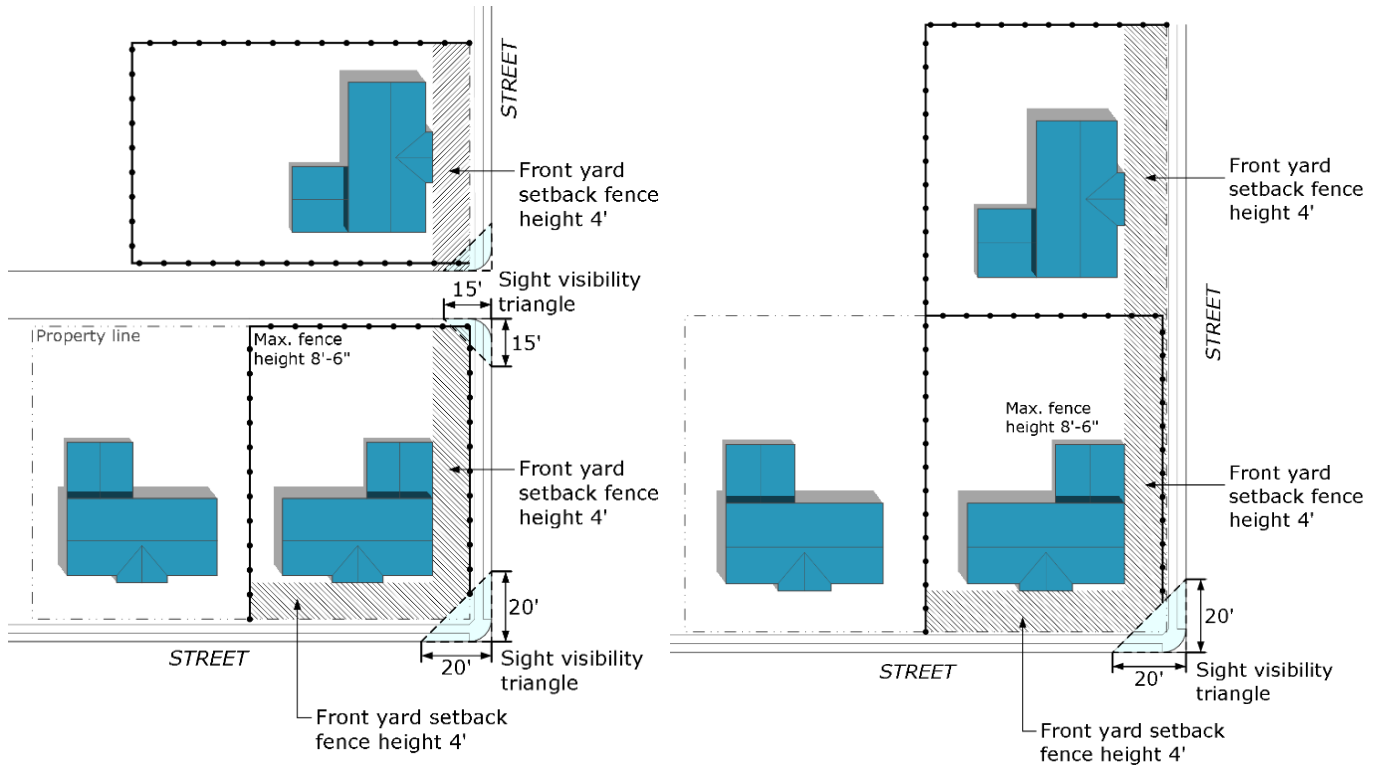 STREET
Front yard
setback fence
height 4'
Sight visibility
triangle
15'
15'
Property line
Max. fence
height 8'-6"
Front yard
setback fence
height 4'
20'
20'
STREET
Sight visibility
triangle
Front yard setback
fence height 4'
Front yard
setback fence
height 4'
STREET
Max. fence
height 8'-6"
Front yard
setback fence
height 4'
20'
20'
STREET
Sight visibility
triangle
Front yard setback
fence height 4'